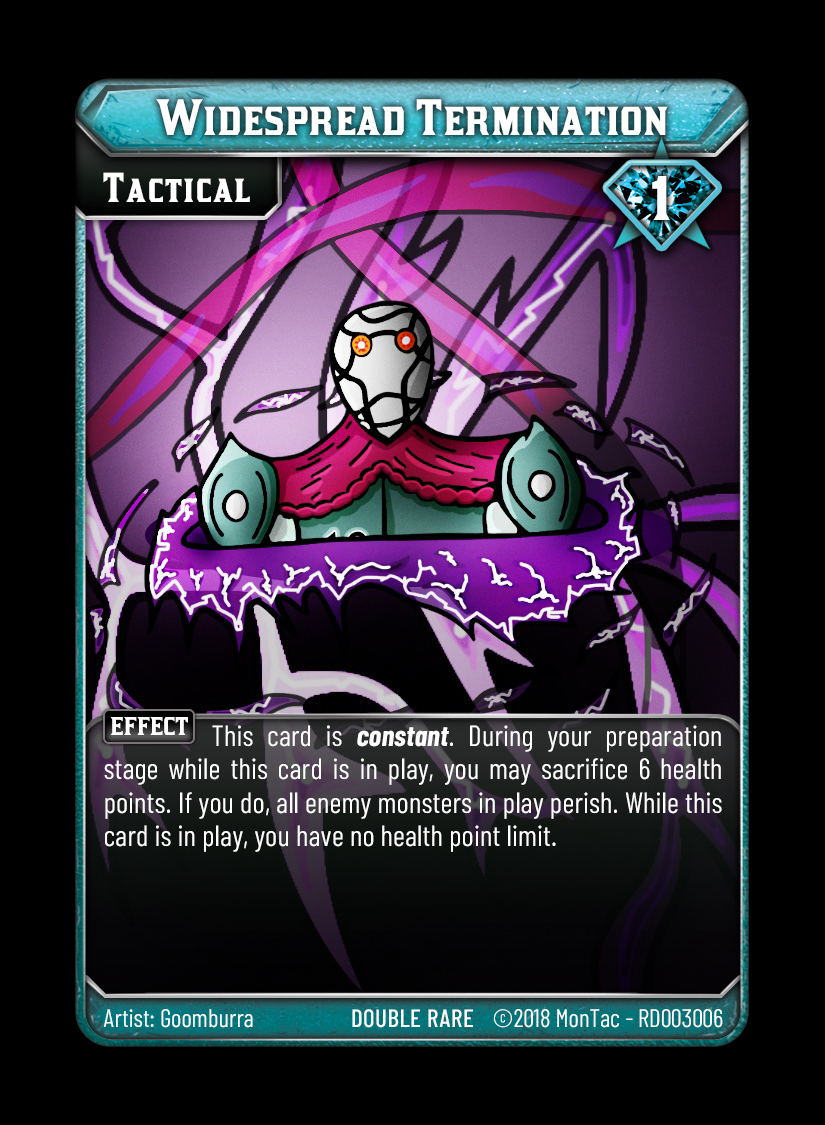 Widespread Termination
Tactical
1
EFFECT This card is constant. During your preparation
stage while this card is in play, you may sacrifice 6 health
points. If you do, all enemy monsters in play perish. While this
card is in play, you have no health point limit.
Artist: Goomburra DOUBLE RARE ©2018 MonTac - RD003006